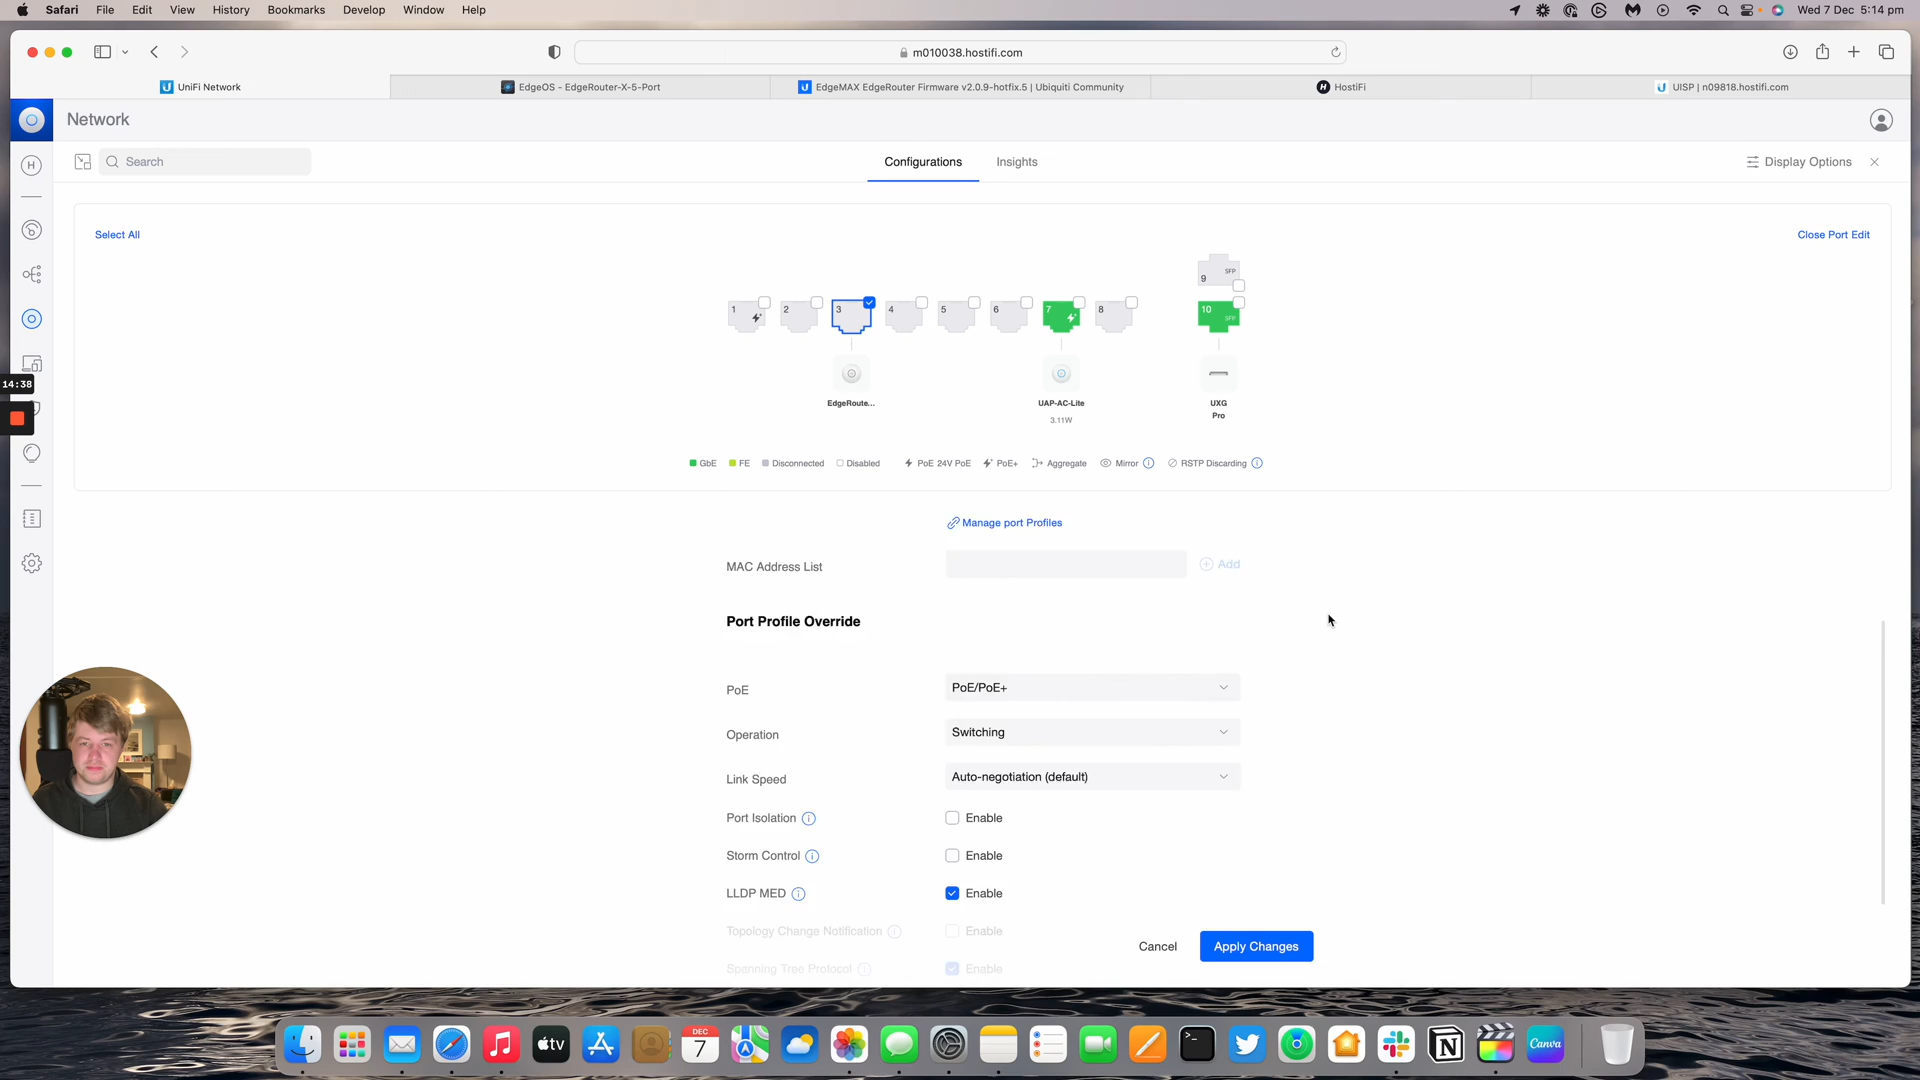 Safari File Edit View History Bookmarks Develop Window Help
Wed 7 Dec 5:14 pm
m010038.hostifi.com
UniFi Network
EdgeOS - EdgeRouter-X-5-Port
EdgeMAX EdgeRouter Firmware v2.0.9-hotfix.5 | Ubiquiti Community
HostiFi
UISP | n09818.hostifi.com
Network
Search
Configurations
Insights
Display Options
Select All
Close Port Edit
9 SFP
1 2 3 4 5 6 7 8 10 SFP
EdgeRoute...
UAP-AC-Lite
3.11W
UXG
Pro
GbE FE Disconnected Disabled PoE 24V PoE PoE+ Aggregate Mirror RSTP Discarding
Manage port Profiles
MAC Address List
Add
Port Profile Override
PoE
PoE/PoE+
Operation
Switching
Link Speed
Auto-negotiation (default)
Port Isolation
Enable
Storm Control
Enable
LLDP MED
Enable
Topology Change Notification
Enable
Spanning Tree Protocol
Enable
Cancel
Apply Changes
H
14:38
DEC
7
tv
Canva